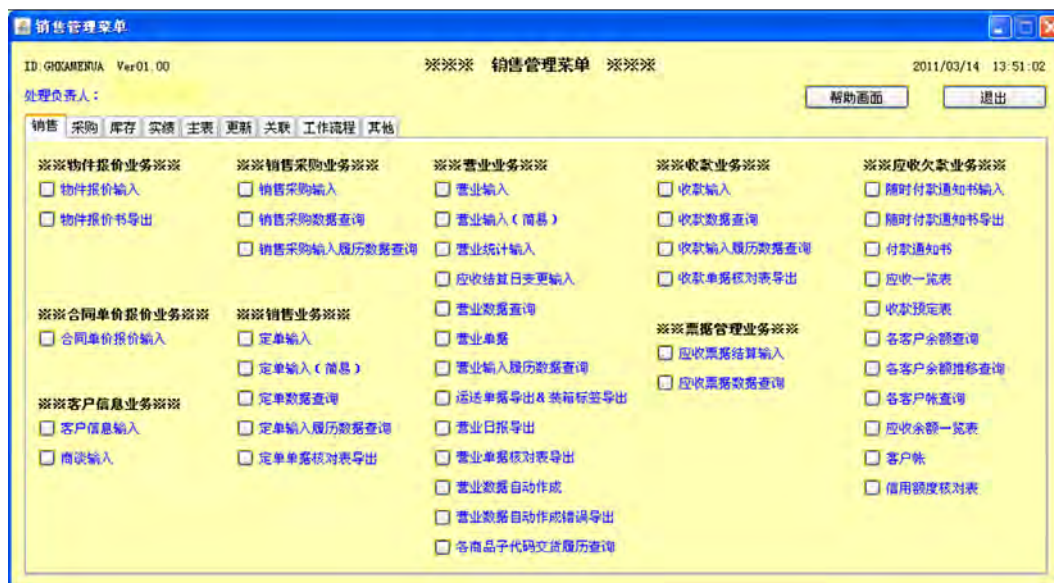 销售管理菜单
ID:GHKAMENUA Ver01.00 ※※※ 销售管理菜单 ※※※ 2011/03/14 13:51:02
处理负责人： 帮助画面 退出
销售 采购 库存 实绩 主表 更新 关联 工作流程 其他
※※物件报价业务※※
物件报价输入
物件报价书导出
※※合同单价报价业务※※
合同单价报价输入
※※客户信息业务※※
客户信息输入
商谈输入
※※销售采购业务※※
销售采购输入
销售采购数据查询
销售采购输入履历数据查询
※※销售业务※※
定单输入
定单输入（简易）
定单数据查询
定单输入履历数据查询
定单单据核对表导出
※※营业业务※※
营业输入
营业输入（简易）
营业统计输入
应收结算日变更输入
营业数据查询
营业单据
营业输入履历数据查询
运送单据导出&装箱标签导出
营业日报导出
营业单据核对表导出
营业数据自动作成
营业数据自动作成错误导出
各商品子代码交货履历查询
※※收款业务※※
收款输入
收款数据查询
收款输入履历数据查询
收款单据核对表导出
※※票据管理业务※※
应收票据结算输入
应收票据数据查询
※※应收欠款业务※※
随时付款通知书输入
随时付款通知书导出
付款通知书
应收一览表
收款预定表
各客户余额查询
各客户余额推移查询
各客户帐查询
应收余额一览表
客户帐
信用额度核对表